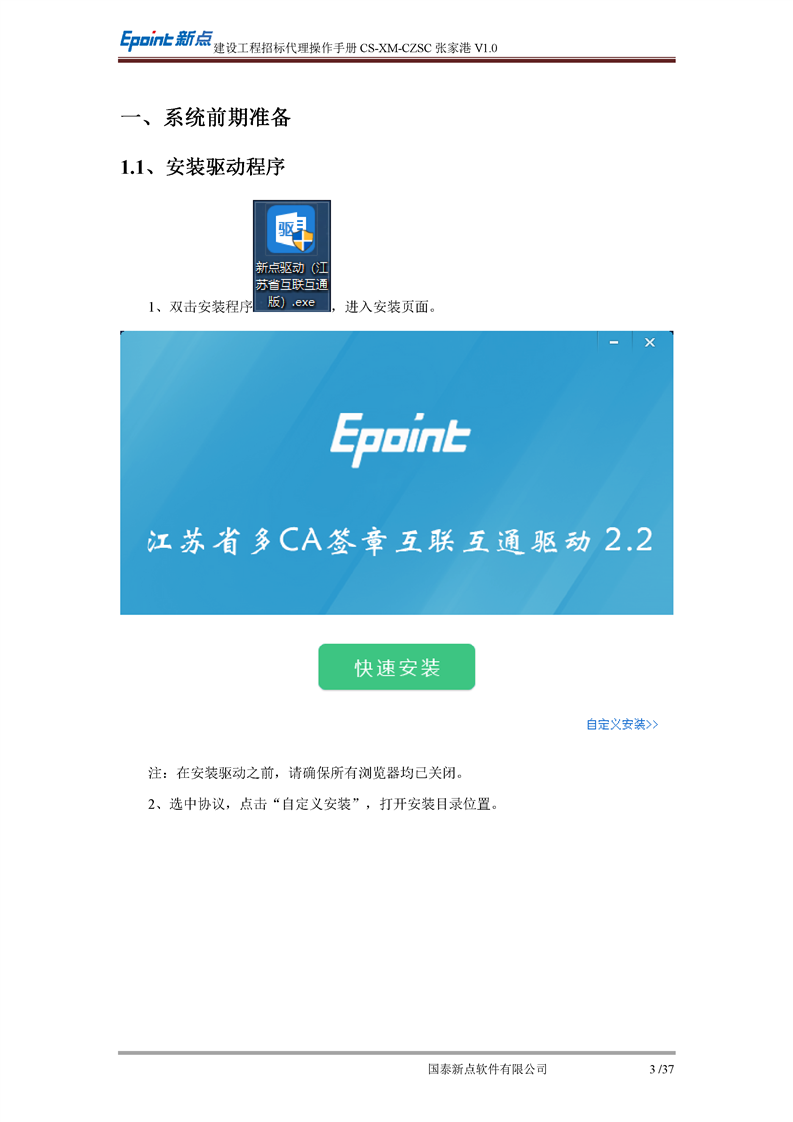 Epoint新点 建设工程招标代理操作手册 CS-XM-CZSC 张家港 V1.0
一、系统前期准备
1.1、安装驱动程序
驱
新点驱动（江
苏省互联互通
版）.exe
1、双击安装程序，进入安装页面。
Epoint
江苏省多CA签章互联互通驱动 2.2
快速安装
自定义安装>>
注：在安装驱动之前，请确保所有浏览器均已关闭。
2、选中协议，点击“自定义安装”，打开安装目录位置。
国泰新点软件有限公司 3 /37